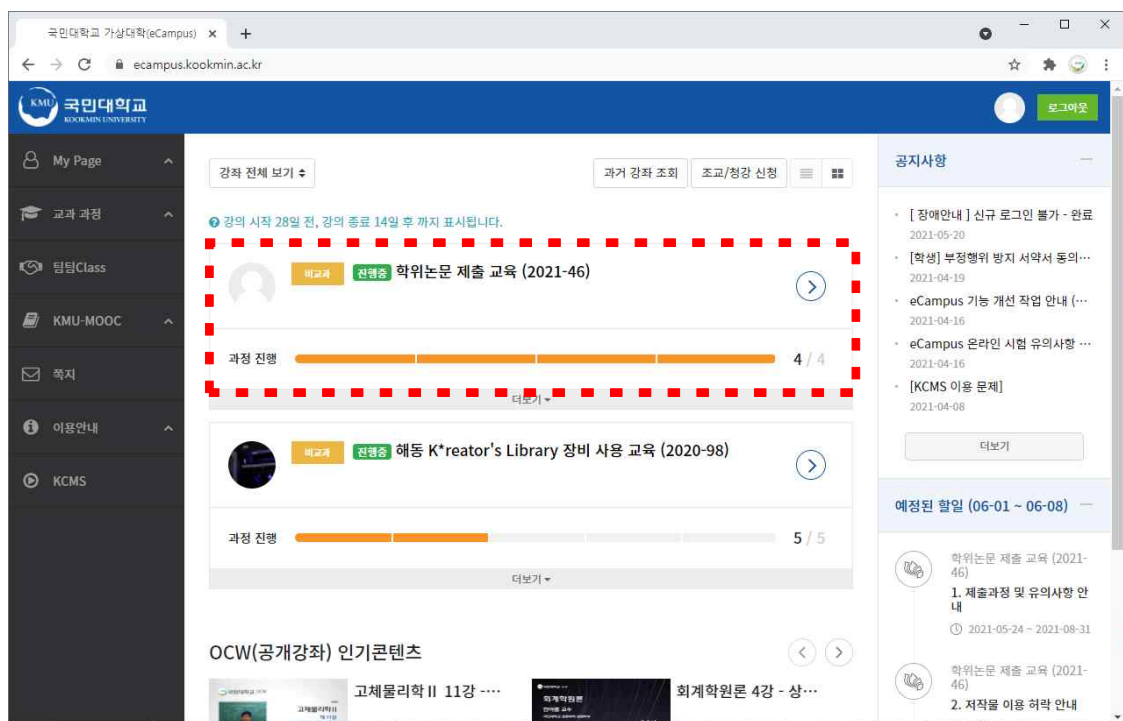 국민대학교 가상대학(eCampus)
ecampus.kookmin.ac.kr
KMU 국민대학교
KOOKMIN UNIVERSITY
로그아웃
My Page
교과 과정
팀팀Class
KMU-MOOC
쪽지
이용안내
KCMS
강좌 전체 보기
과거 강좌 조회
조교/청강 신청
강의 시작 28일 전, 강의 종료 14일 후 까지 표시됩니다.
비교과 진행중 학위논문 제출 교육 (2021-46)
과정 진행 4 / 4
더보기
비교과 진행중 해동 K*reator's Library 장비 사용 교육 (2020-98)
과정 진행 5 / 5
더보기
OCW(공개강좌) 인기콘텐츠
고체물리학 II 11강 -…
고체물리학II
회계학원론
회계학원론 4강 - 상…
공지사항
[ 장애안내 ] 신규 로그인 불가 - 완료
2021-05-20
[학생] 부정행위 방지 서약서 동의…
2021-04-19
eCampus 기능 개선 작업 안내 (…
2021-04-16
eCampus 온라인 시험 유의사항 …
2021-04-16
[KCMS 이용 문제]
2021-04-08
더보기
예정된 할일 (06-01 ~ 06-08)
학위논문 제출 교육 (2021-
46)
1. 제출과정 및 유의사항 안
내
2021-05-24 ~ 2021-08-31
학위논문 제출 교육 (2021-
46)
2. 저작물 이용 허락 안내